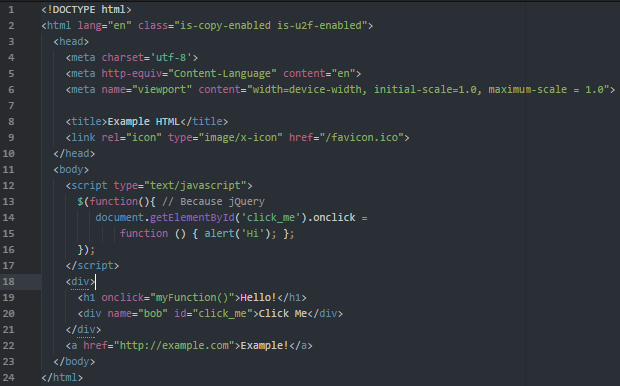 1 <!DOCTYPE html>
2 <html lang="en" class="is-copy-enabled is-u2f-enabled">
3 <head>
4 <meta charset='utf-8'>
5 <meta http-equiv="Content-Language" content="en">
6 <meta name="viewport" content="width=device-width, initial-scale=1.0, maximum-scale = 1.0">
7
8 <title>Example HTML</title>
9 <link rel="icon" type="image/x-icon" href="/favicon.ico">
10 </head>
11 <body>
12 <script type="text/javascript">
13 $(function(){ // Because jQuery
14 document.getElementById('click_me').onclick =
15 function () { alert('Hi'); };
16 });
17 </script>
18 <div>
19 <h1 onclick="myFunction()">Hello!</h1>
20 <div name="bob" id="click_me">Click Me</div>
21 </div>
22 <a href="http://example.com">Example!</a>
23 </body>
24 </html>